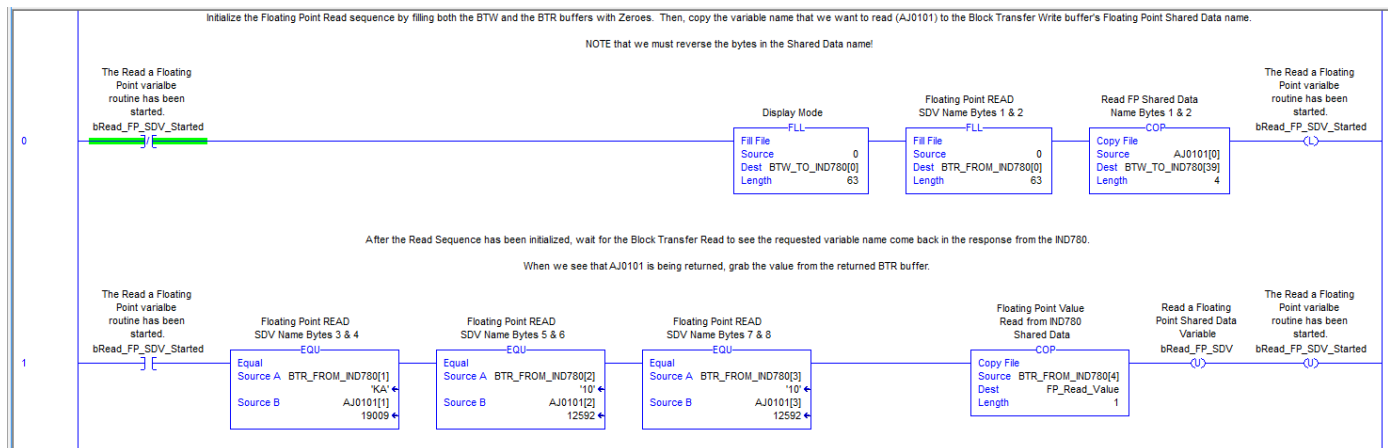 Initialize the Floating Point Read sequence by filling both the BTW and the BTR buffers with Zeroes. Then, copy the variable name that we want to read (AJ0101) to the Block Transfer Write buffer's Floating Point Shared Data name.
NOTE that we must reverse the bytes in the Shared Data name!
The Read a Floating
Point varialbe
routine has been
started.
bRead_FP_SDV_Started
Display Mode
FLL
Fill File
Source 0
Dest BTW_TO_IND780[0]
Length 63
Floating Point READ
SDV Name Bytes 1 & 2
FLL
Fill File
Source 0
Dest BTR_FROM_IND780[0]
Length 63
Read FP Shared Data
Name Bytes 1 & 2
COP
Copy File
Source AJ0101[0]
Dest BTW_TO_IND780[39]
Length 4
The Read a Floating
Point varialbe
routine has been
started.
bRead_FP_SDV_Started
L
0
After the Read Sequence has been initialized, wait for the Block Transfer Read to see the requested variable name come back in the response from the IND780.
When we see that AJ0101 is being returned, grab the value from the returned BTR buffer.
The Read a Floating
Point varialbe
routine has been
started.
bRead_FP_SDV_Started
Floating Point READ
SDV Name Bytes 3 & 4
EQU
Equal
Source A BTR_FROM_IND780[1]
'KA'
Source B AJ0101[1]
19009
Floating Point READ
SDV Name Bytes 5 & 6
EQU
Equal
Source A BTR_FROM_IND780[2]
'10'
Source B AJ0101[2]
12592
Floating Point READ
SDV Name Bytes 7 & 8
EQU
Equal
Source A BTR_FROM_IND780[3]
'10'
Source B AJ0101[3]
12592
Floating Point Value
Read from IND780
Shared Data
COP
Copy File
Source BTR_FROM_IND780[4]
Dest FP_Read_Value
Length 1
Read a Floating
Point Shared Data
Variable
bRead_FP_SDV
U
The Read a Floating
Point varialbe
routine has been
started.
bRead_FP_SDV_Started
U
1